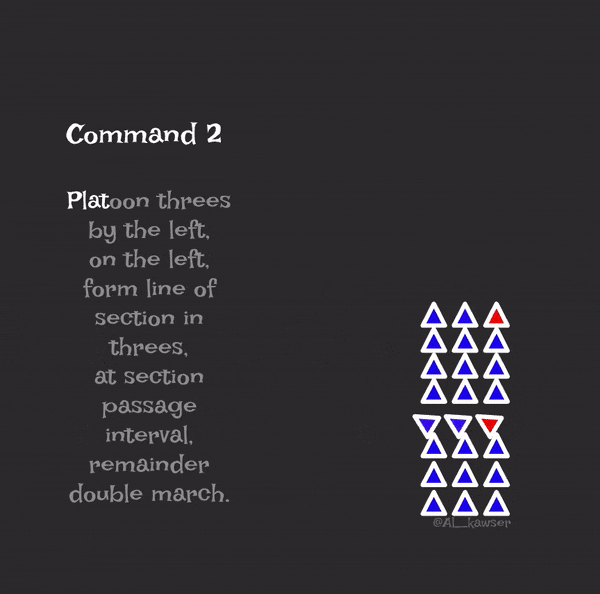 Command 2
Platoon threes
by the left,
on the left,
form line of
section in
threes,
at section
passage
interval,
remainder
double march.
@Al_kawser